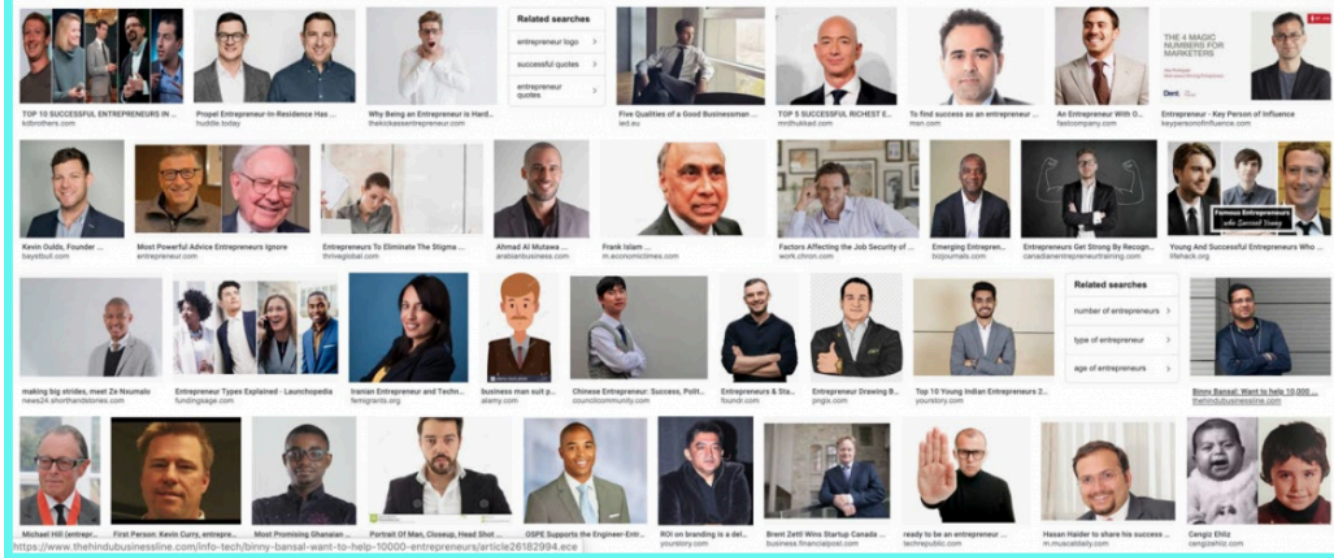 Related searches
entrepreneur logo
successful quotes
entrepreneur
quotes
THE 4 MAGIC
NUMBERS FOR
MARKETERS
Dent.
TOP 10 SUCCESSFUL ENTREPRENEURS IN ...
kdbrothers.com
Propel Entrepreneur-In-Residence Has ...
huddle.today
Why Being an Entrepreneur is Hard...
thekickassentrepreneur.com
Five Qualities of a Good Businessman ...
ied.eu
TOP 5 SUCCESSFUL RICHEST E...
mrdhukkad.com
To find success as an entrepreneur ...
msn.com
An Entrepreneur With O...
fastcompany.com
Entrepreneur - Key Person of Influence
keypersonofinfluence.com
Famous Entrepreneurs
who Succeed Young
Kevin Oulds, Founder ...
baystbull.com
Most Powerful Advice Entrepreneurs Ignore
entrepreneur.com
Entrepreneurs To Eliminate The Stigma ...
thriveglobal.com
Ahmad Al Mutawa ...
arabianbusiness.com
Frank Islam ...
m.economictimes.com
Factors Affecting the Job Security of ...
work.chron.com
Emerging Entrepren...
bizjournals.com
Entrepreneurs Get Strong By Recogn...
canadianentrepreneurtraining.com
Young And Successful Entrepreneurs Who ...
lifehack.org
Related searches
number of entrepreneurs
type of entrepreneur
age of entrepreneurs
making big strides, meet Ze Nxumalo
news24.shorthandstories.com
Entrepreneur Types Explained - Launchopedia
fundingsage.com
Iranian Entrepreneur and Techn...
femigrants.org
business man suit p...
alamy.com
Chinese Entrepreneur: Success, Polit...
councilcommunity.com
Entrepreneurs & Sta...
foundr.com
Entrepreneur Drawing B...
pngix.com
Top 10 Young Indian Entrepreneurs 2...
yourstory.com
Binny Bansal: Want to help 10,000 ...
thehindubusinessline.com
Michael Hill (entrepr...
First Person: Kevin Curry, entrepre...
Most Promising Ghanaian ...
Portrait Of Man, Closeup, Head Shot ...
OSPE Supports the Engineer-Entr...
ROI on branding is a del...
yourstory.com
Brent Zettl Wins Startup Canada ...
business.financialpost.com
ready to be an entrepreneur ...
techrepublic.com
Hasan Haider to share his success ...
m.muscatdaily.com
Cengiz Ehliz
cengizehliz.com
https://www.thehindubusinessline.com/info-tech/binny-bansal-want-to-help-10000-entrepreneurs/article26182994.ece